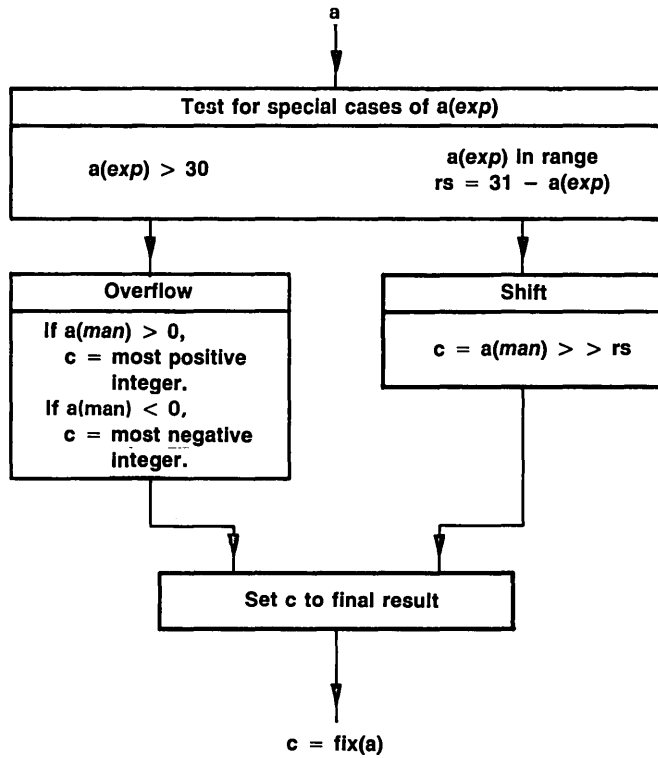 a
Test for special cases of a(exp)
a(exp) > 30
a(exp) in range
rs = 31 − a(exp)
Overflow
If a(man) > 0,
c = most positive
integer.
If a(man) < 0,
c = most negative
integer.
Shift
c = a(man) > > rs
Set c to final result
c = fix(a)